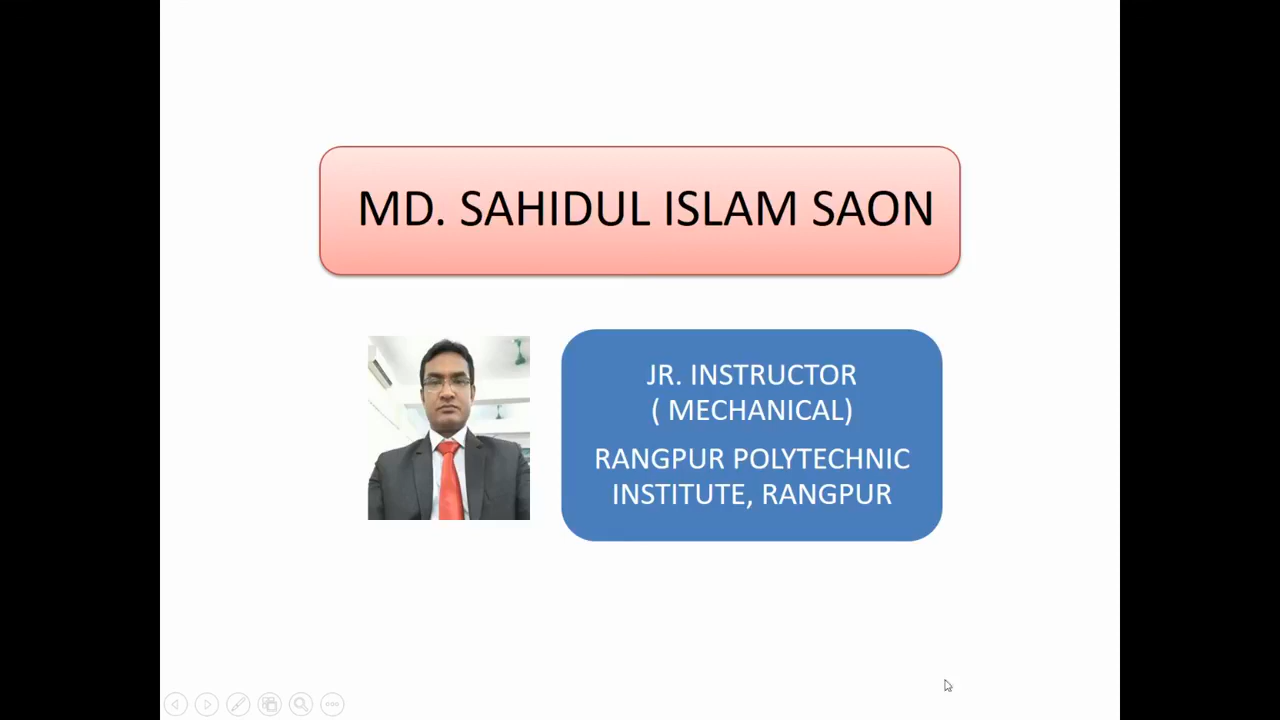 MD. SAHIDUL ISLAM SAON
JR. INSTRUCTOR
( MECHANICAL)
RANGPUR POLYTECHNIC
INSTITUTE, RANGPUR